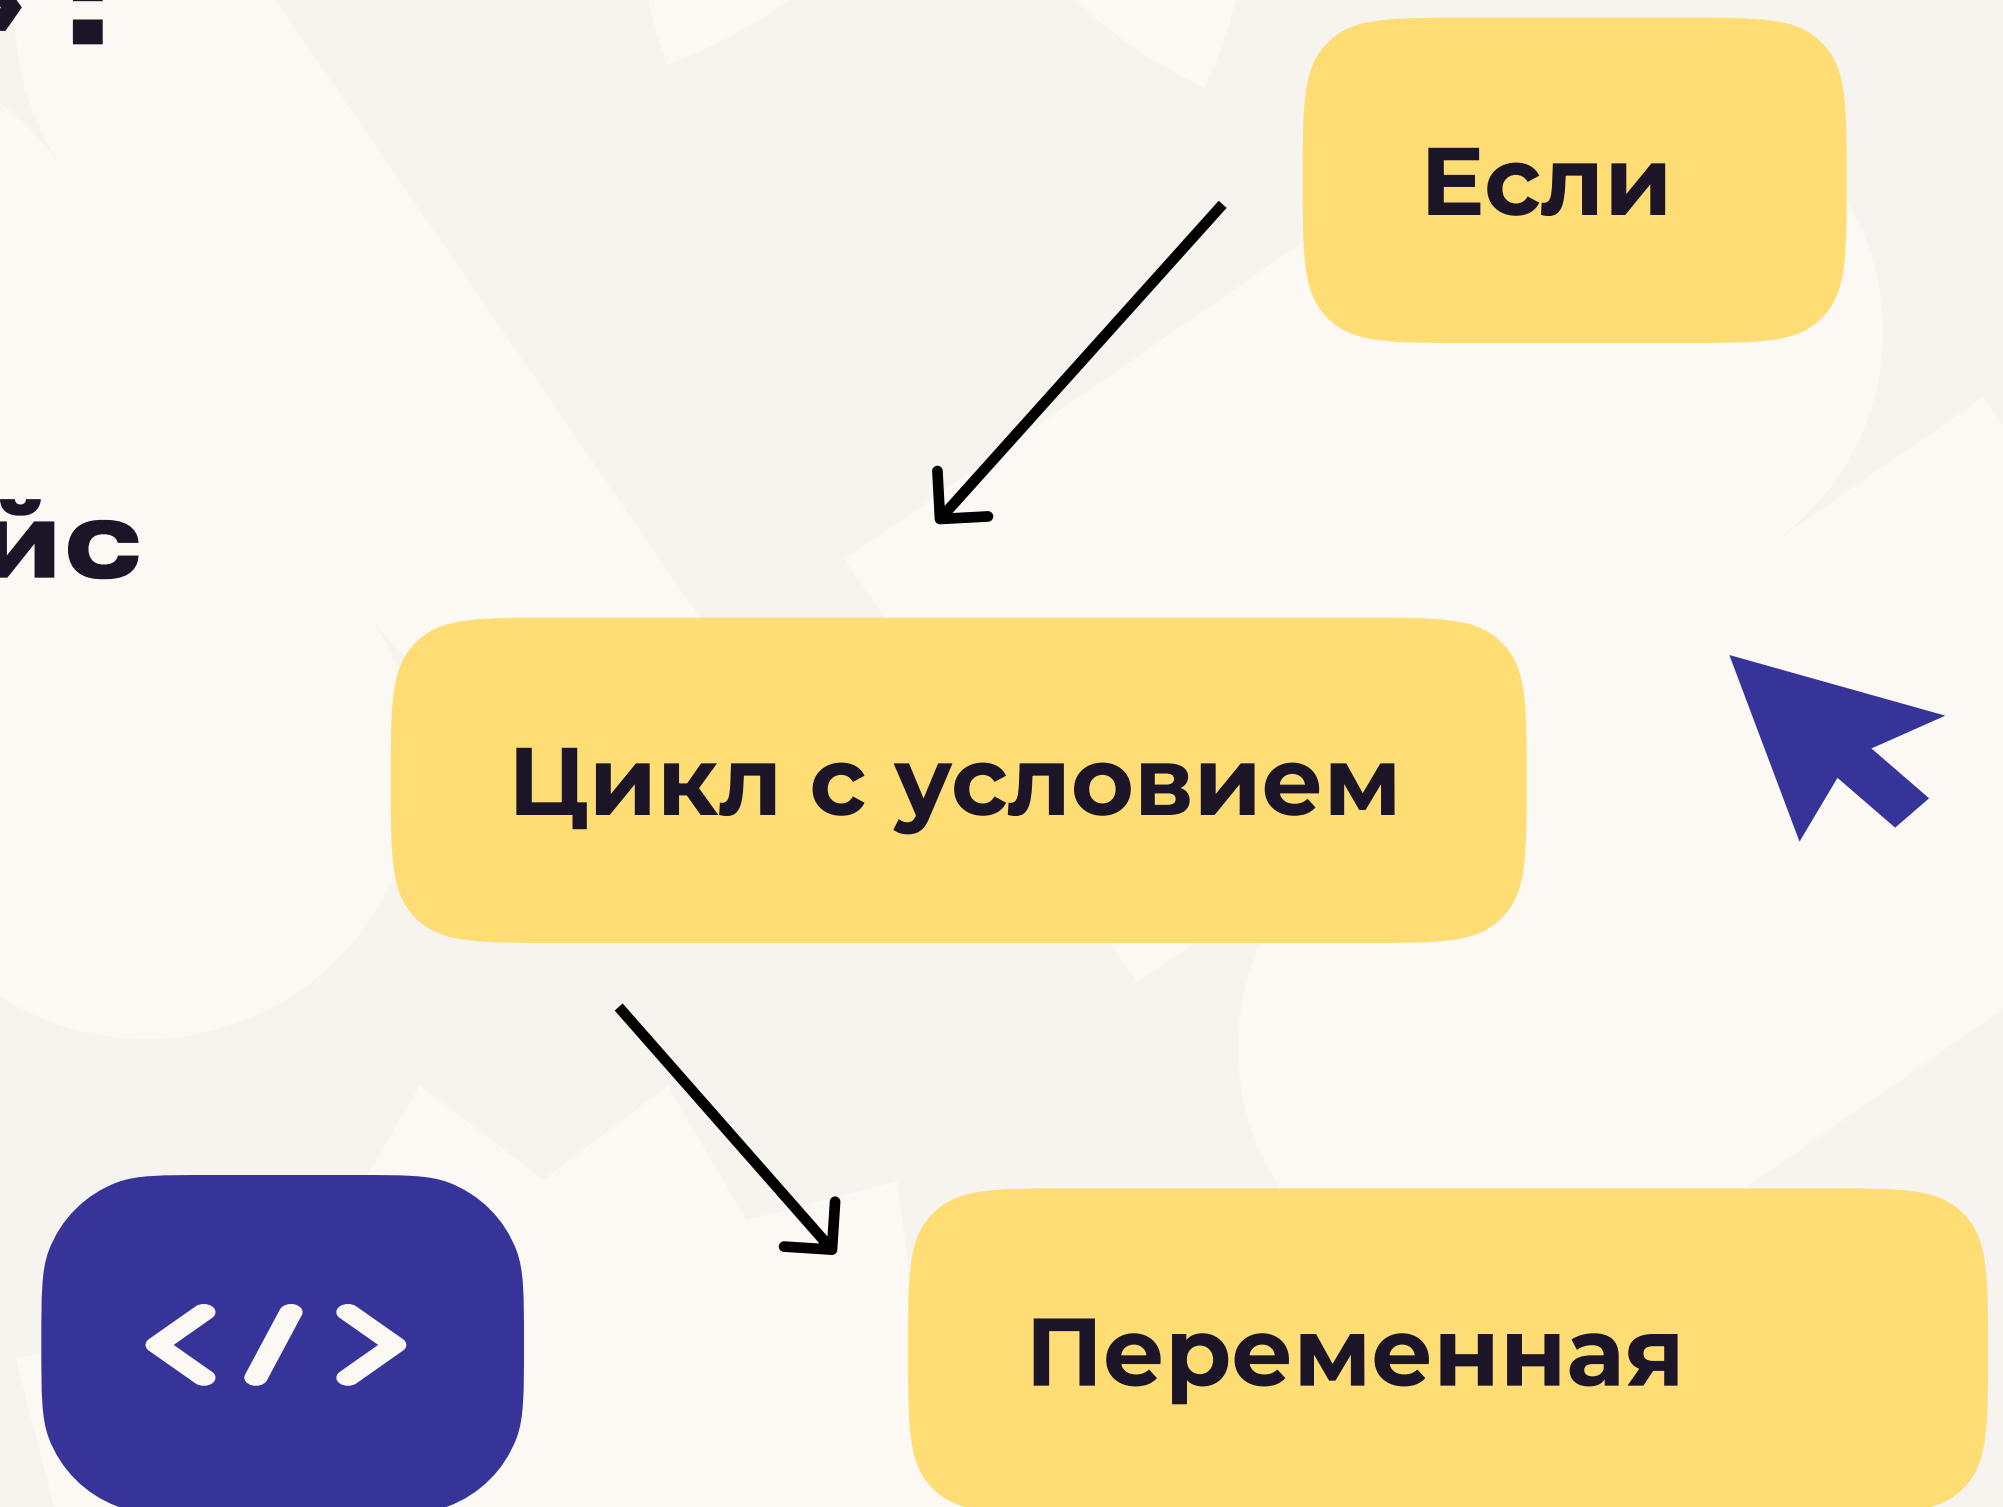 Если
йс
Цикл с условием
</>
Переменная